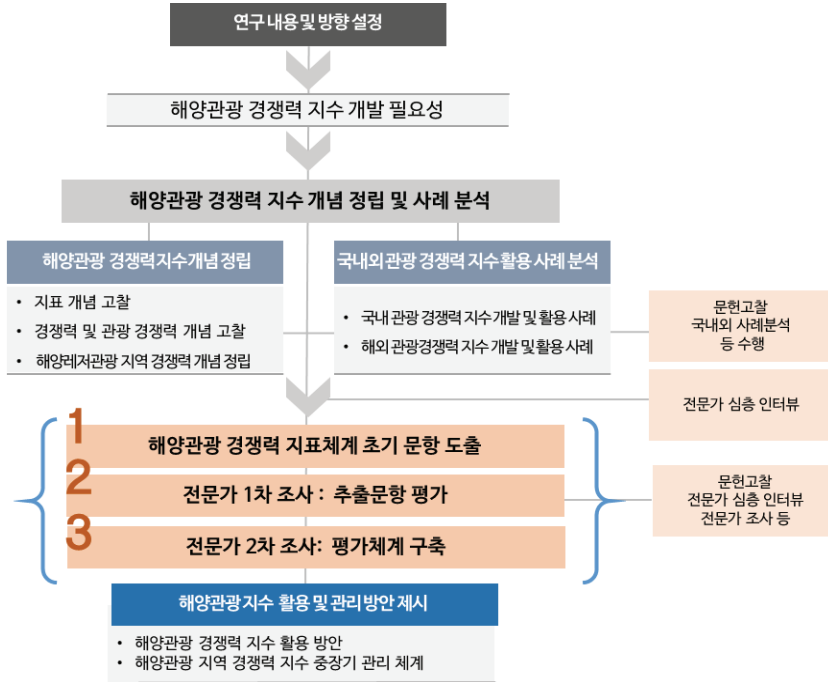 연구 내용 및 방향 설정
해양관광 경쟁력 지수 개발 필요성
해양관광 경쟁력 지수 개념 정립 및 사례 분석
해양관광 경쟁력지수개념 정립
• 지표 개념 고찰
• 경쟁력 및 관광 경쟁력 개념 고찰
• 해양레저관광 지역 경쟁력 개념 정립
국내외 관광 경쟁력 지수 활용 사례 분석
• 국내 관광 경쟁력 지수 개발 및 활용 사례
• 해외 관광경쟁력 지수 개발 및 활용 사례
문헌고찰
국내외 사례분석
등 수행
전문가 심층 인터뷰
1 해양관광 경쟁력 지표체계 초기 문항 도출
2 전문가 1차 조사 : 추출문항 평가
3 전문가 2차 조사: 평가체계 구축
문헌고찰
전문가 심층 인터뷰
전문가 조사 등
해양관광 지수 활용 및 관리 방안 제시
• 해양관광 경쟁력 지수 활용 방안
• 해양관광 지역 경쟁력 지수 중장기 관리 체계